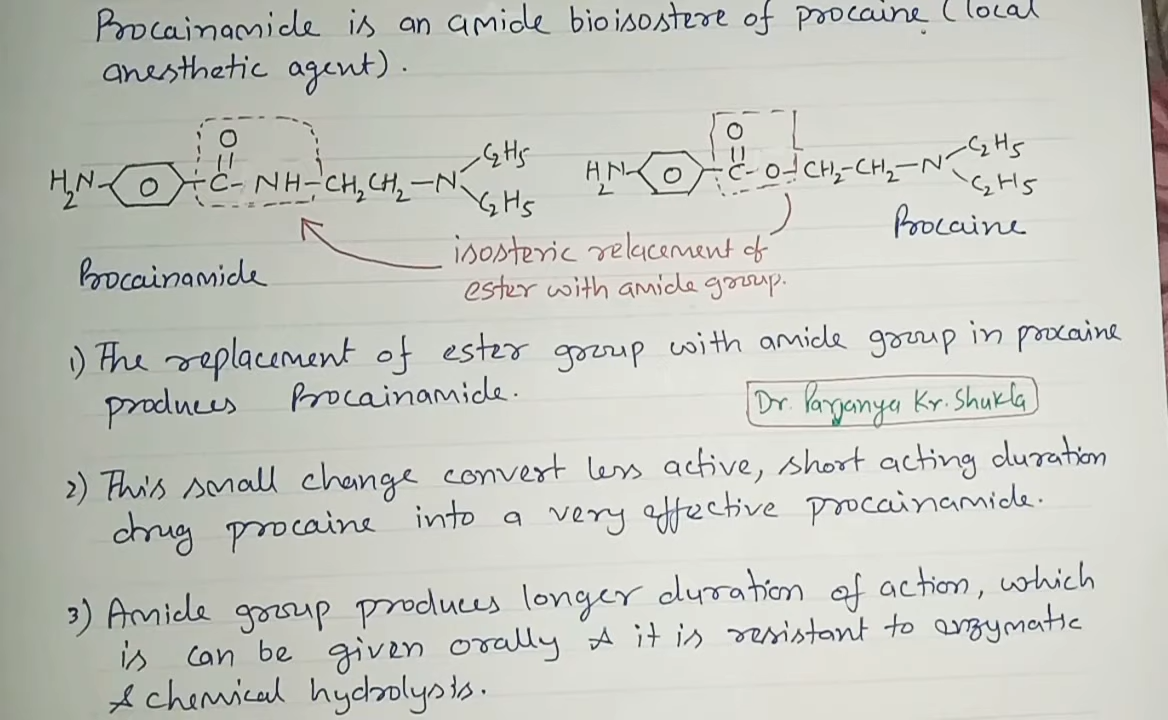 Procainamide is an amide bioisostere of procaine (local
anesthetic agent).
H2N- -C- NH-CH2CH2-N C2H5 C2H5
O
H2N- -C- O-CH2-CH2-N C2H5 C2H5
O
Procaine
isosteric relacement of
ester with amide group.
Procainamide
1) The replacement of ester group with amide group in procaine
produces Procainamide.
Dr. Parjanya Kr. Shukla
2) This small change convert less active, short acting duration
drug procaine into a very effective procainamide.
3) Amide group produces longer duration of action, which
is can be given orally & it is resistant to enzymatic
& chemical hydrolysis.